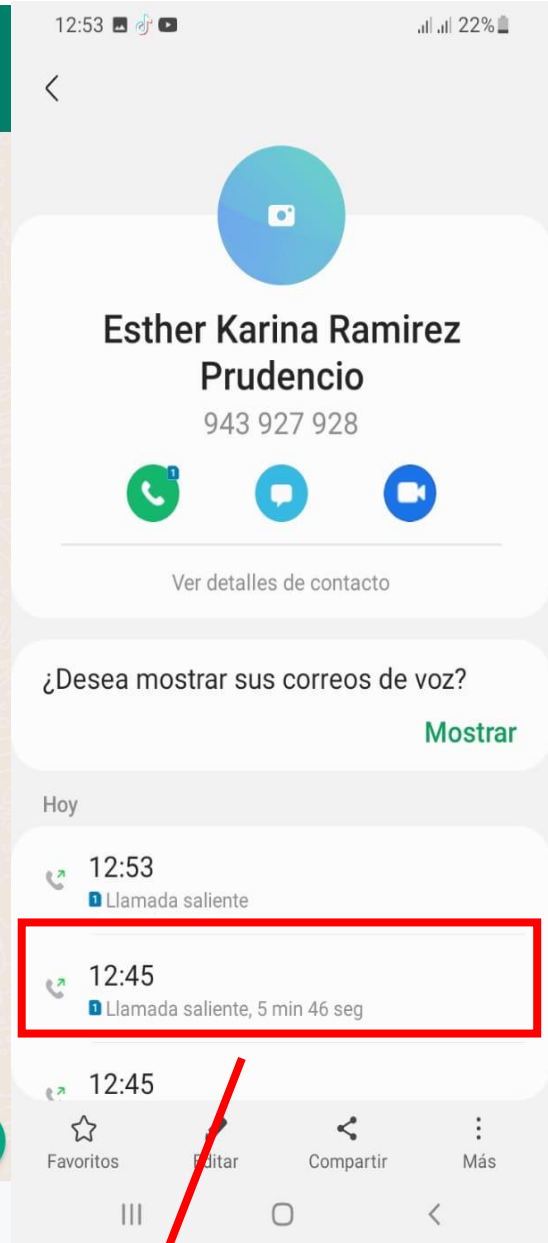 12:53 22%
Esther Karina Ramirez
Prudencio
943 927 928
1
Ver detalles de contacto
¿Desea mostrar sus correos de voz?
Mostrar
Hoy
12:53
1 Llamada saliente
12:45
1 Llamada saliente, 5 min 46 seg
12:45
Favoritos Editar Compartir Más